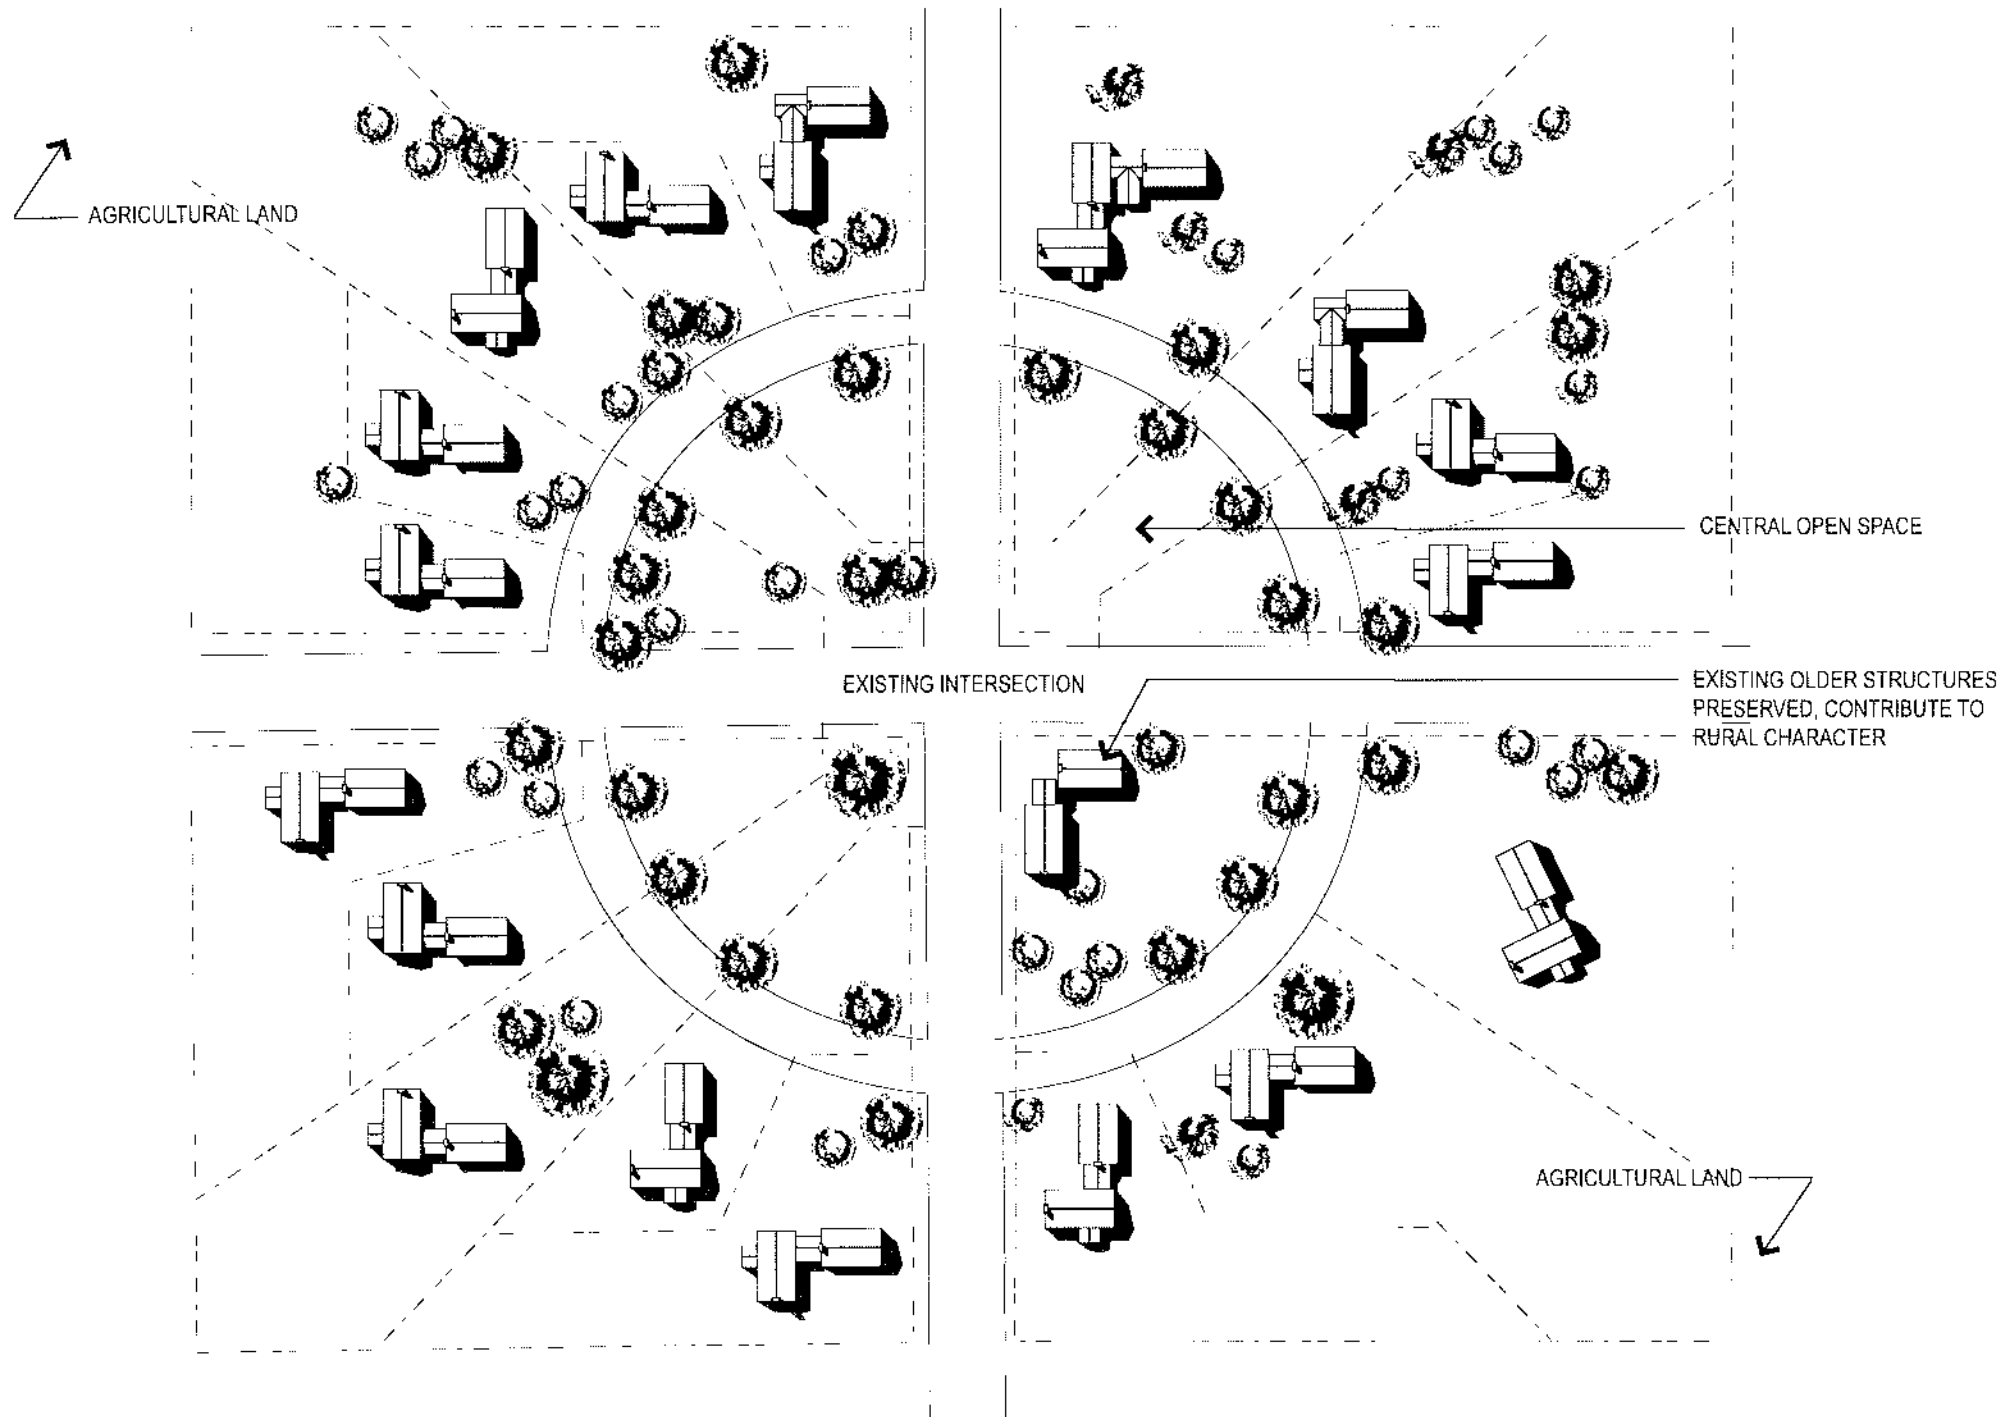 AGRICULTURAL LAND
CENTRAL OPEN SPACE
EXISTING INTERSECTION
EXISTING OLDER STRUCTURES
PRESERVED, CONTRIBUTE TO
RURAL CHARACTER
AGRICULTURAL LAND